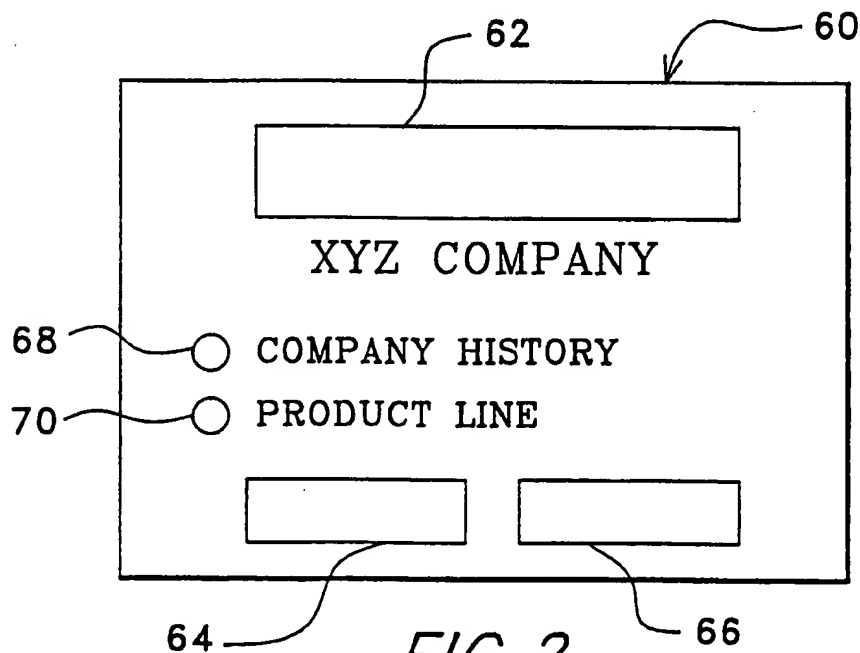 62 60
XYZ COMPANY
68 COMPANY HISTORY
70 PRODUCT LINE
64 66